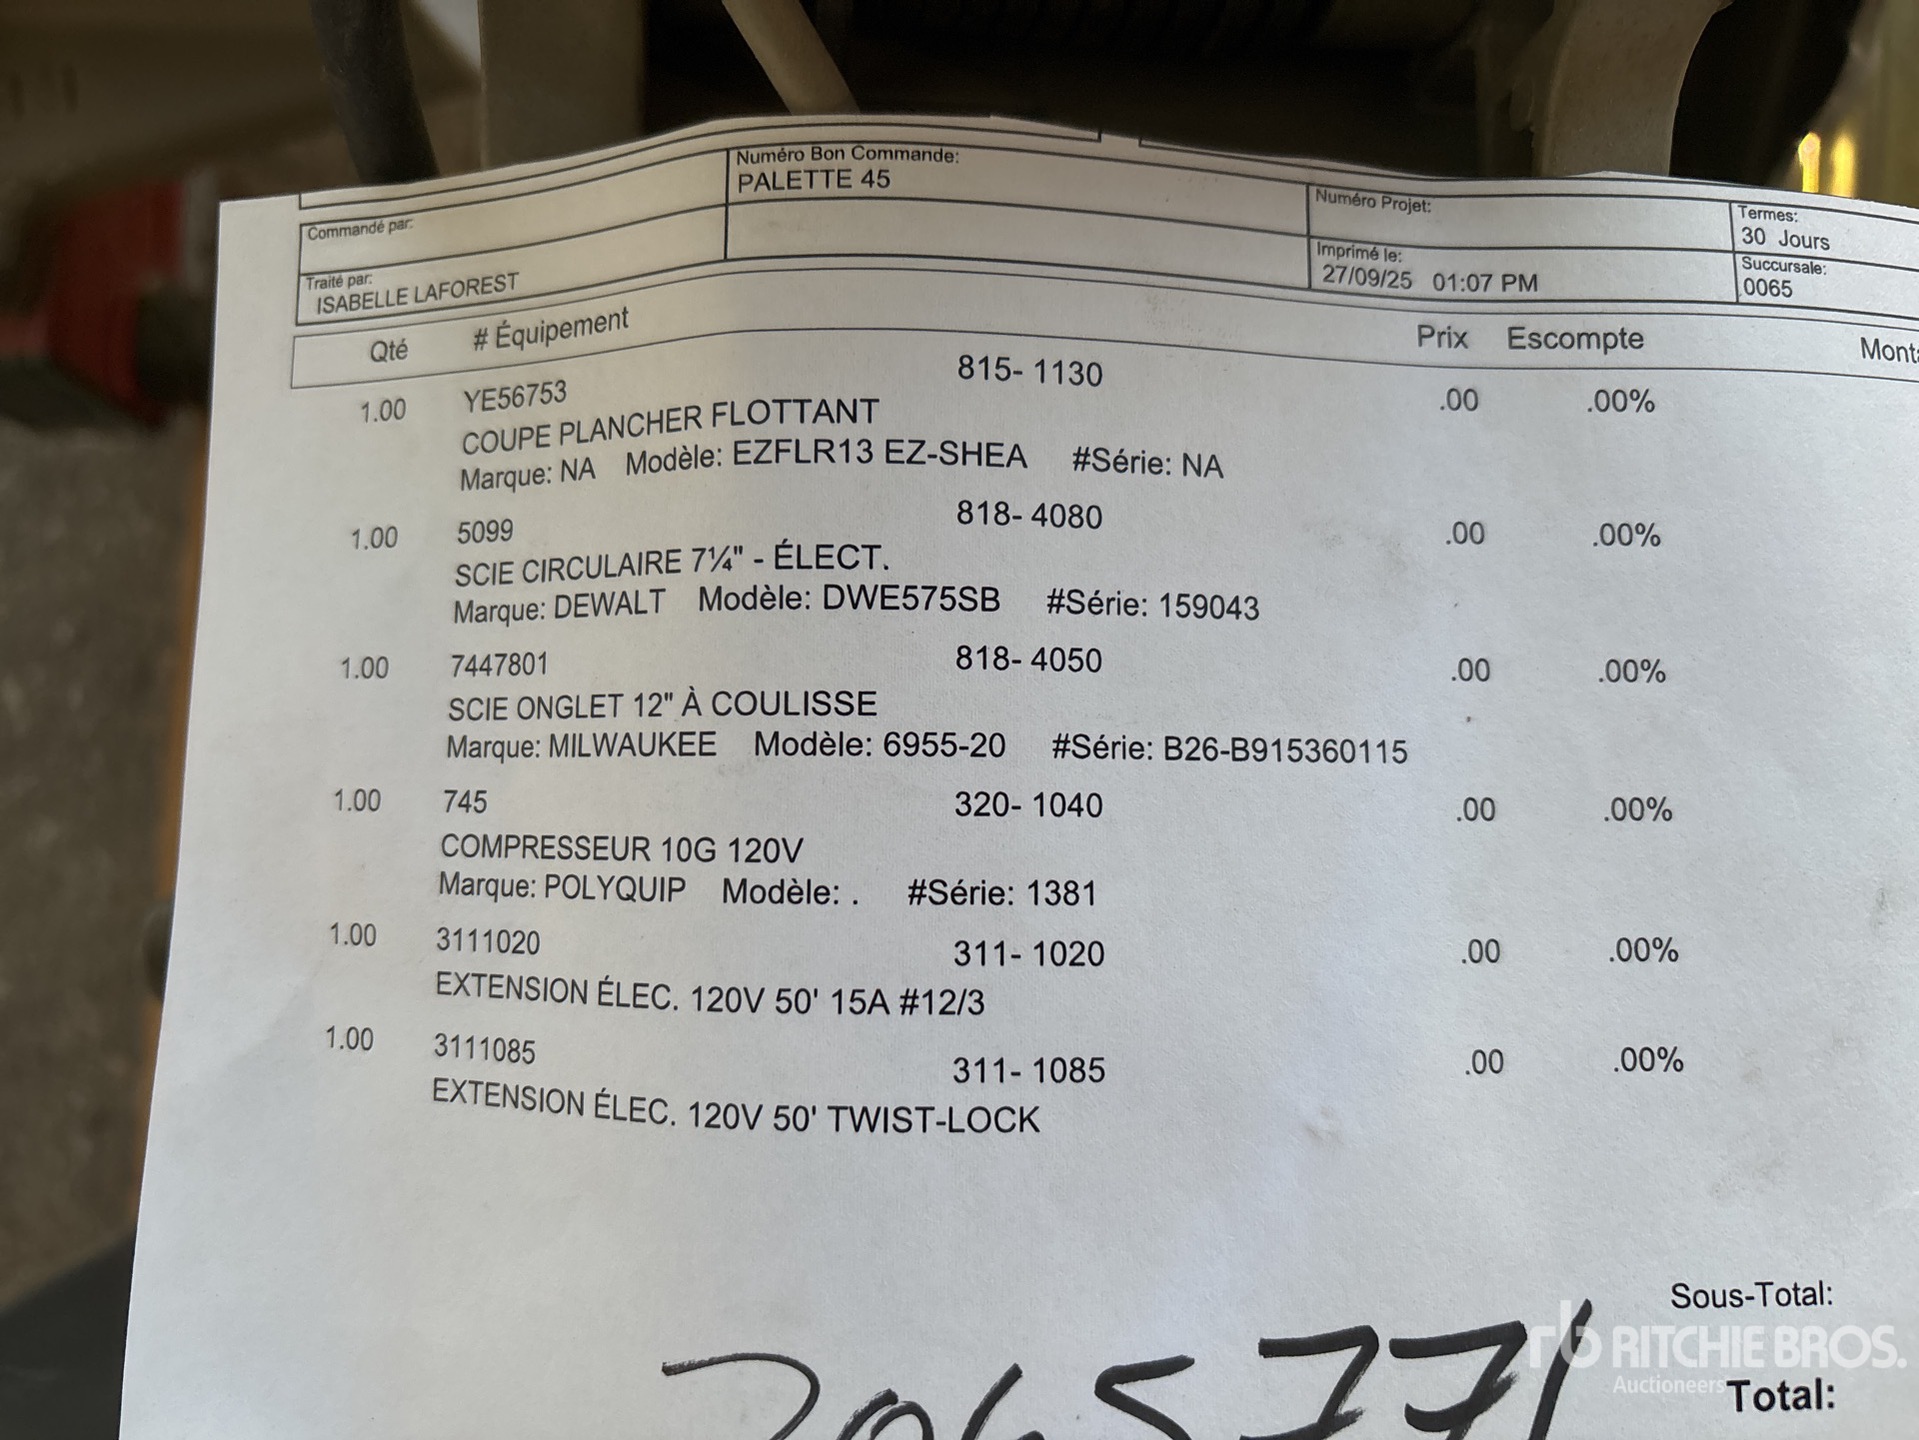 Numéro Bon Commande:
PALETTE 45
Commandé par:
Numéro Projet:
Termes:
30 Jours
Traité par:
ISABELLE LAFOREST
Imprimé le:
27/09/25 01:07 PM
Succursale:
0065
Qté # Équipement Prix Escompte
1.00 YE56753 815- 1130 .00 .00%
COUPE PLANCHER FLOTTANT
Marque: NA Modèle: EZFLR13 EZ-SHEA #Série: NA
1.00 5099 818- 4080 .00 .00%
SCIE CIRCULAIRE 7¼" - ÉLECT.
Marque: DEWALT Modèle: DWE575SB #Série: 159043
1.00 7447801 818- 4050 .00 .00%
SCIE ONGLET 12" À COULISSE
Marque: MILWAUKEE Modèle: 6955-20 #Série: B26-B915360115
1.00 745 320- 1040 .00 .00%
COMPRESSEUR 10G 120V
Marque: POLYQUIP Modèle: . #Série: 1381
1.00 3111020 311- 1020 .00 .00%
EXTENSION ÉLEC. 120V 50' 15A #12/3
1.00 3111085 311- 1085 .00 .00%
EXTENSION ÉLEC. 120V 50' TWIST-LOCK
Sous-Total:
rb RITCHIE BROS.
Auctioneers
Total: